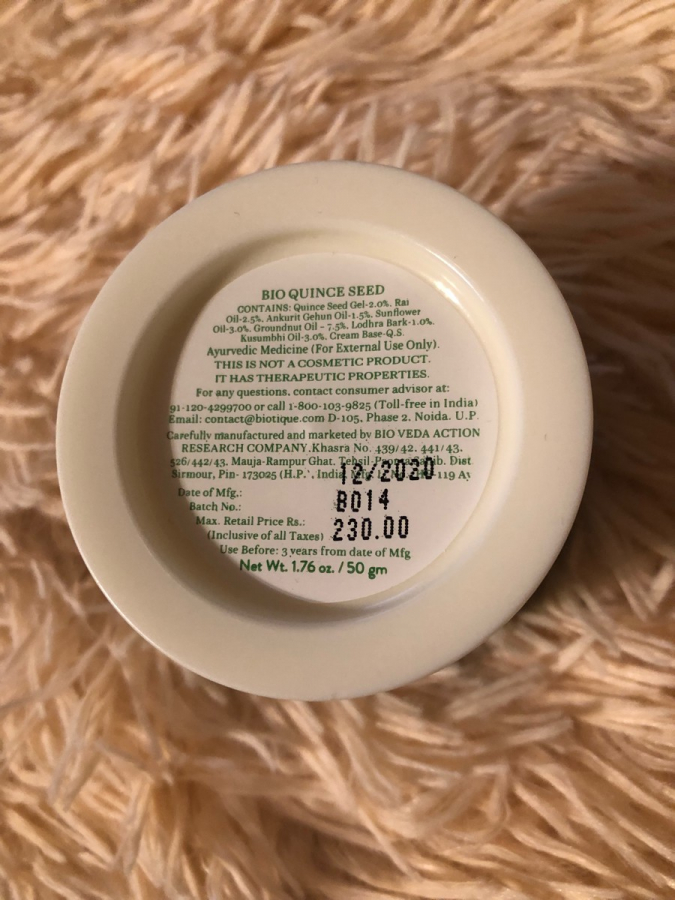 BIO QUINCE SEED
CONTAINS: Quince Seed Gel-2.0%, Rai
Oil-2.5%, Ankurit Gehun Oil-1.5%, Sunflower
Oil-3.0%, Groundnut Oil - 7.5%, Lodhra Bark-1.0%,
Kusumbhi Oil-3.0%, Cream Base-Q.S.
Ayurvedic Medicine (For External Use Only).
THIS IS NOT A COSMETIC PRODUCT.
IT HAS THERAPEUTIC PROPERTIES.
For any questions, contact consumer advisor at:
91-120-4299700 or call 1-800-103-9825 (Toll-free in India)
Email: contact@biotique.com D-105, Phase 2, Noida. U.P.
Carefully manufactured and marketed by BIO VEDA ACTION
RESEARCH COMPANY.Khasra No. 439/42, 441/43,
526/442/43, Mauja-Rampur Ghat, Tehsil Dist
Sirmour, Pin- 173025 (H.P.), India
12/2020
Date of Mfg.:
Batch No.: B014
Max. Retail Price Rs.: 230.00
(Inclusive of all Taxes)
Use Before: 3 years from date of Mfg
Net Wt. 1.76 oz. / 50 gm